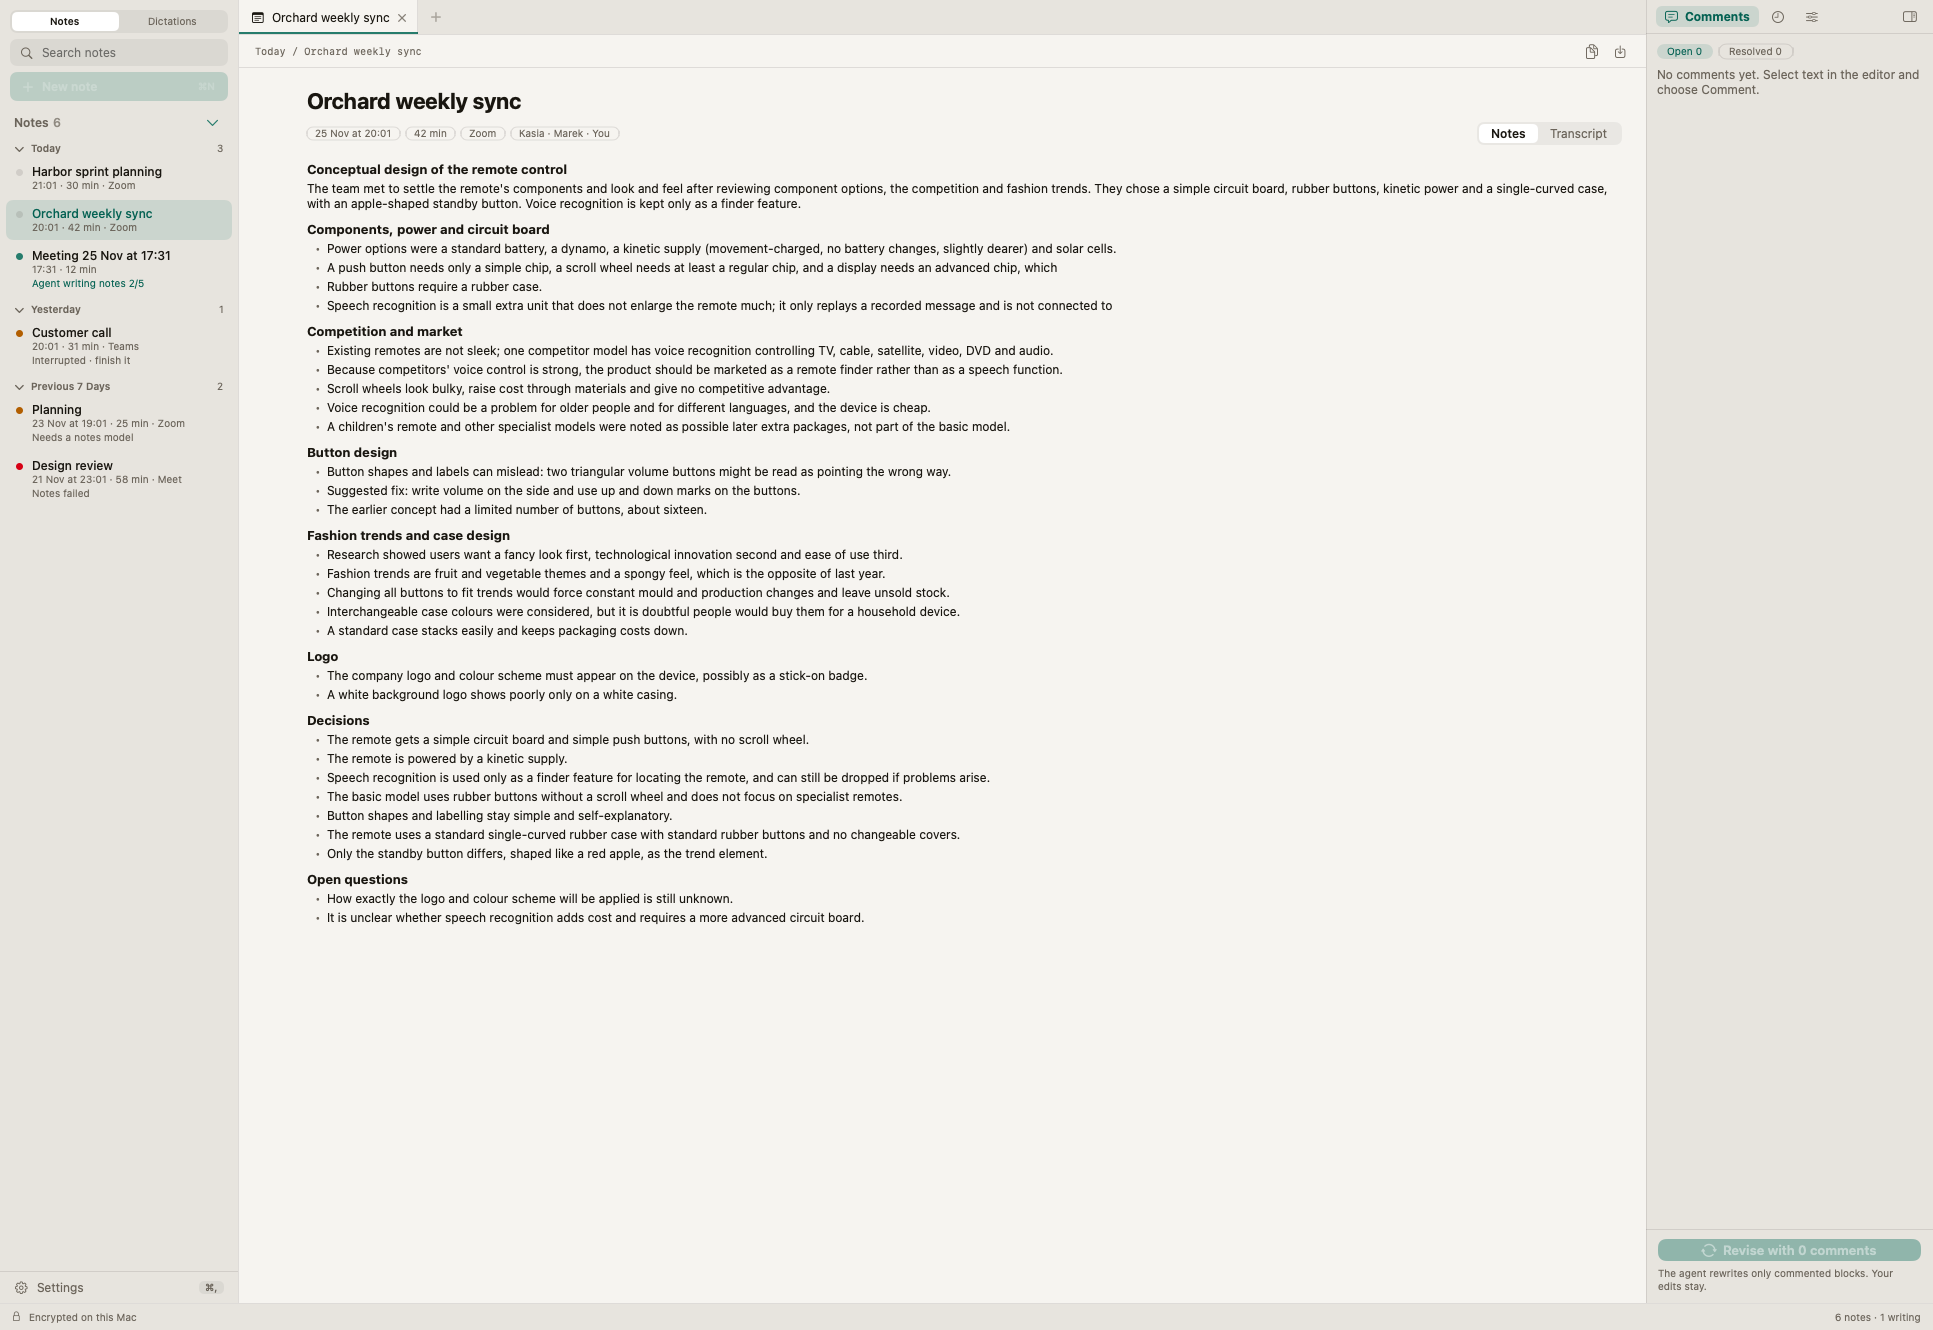 Notes
Dictations
Search notes
New note ⌘N
Notes 6
Today 3
Harbor sprint planning
21:01 · 30 min · Zoom
Orchard weekly sync
20:01 · 42 min · Zoom
Meeting 25 Nov at 17:31
17:31 · 12 min
Agent writing notes 2/5
Yesterday 1
Customer call
20:01 · 31 min · Teams
Interrupted · finish it
Previous 7 Days 2
Planning
23 Nov at 19:01 · 25 min · Zoom
Needs a notes model
Design review
21 Nov at 23:01 · 58 min · Meet
Notes failed
Settings ⌘,
Encrypted on this Mac
Orchard weekly sync
Today / Orchard weekly sync
Orchard weekly sync
25 Nov at 20:01
42 min
Zoom
Kasia · Marek · You
Notes
Transcript
Conceptual design of the remote control
The team met to settle the remote's components and look and feel after reviewing component options, the competition and fashion trends. They chose a simple circuit board, rubber buttons, kinetic power and a single-curved case,
with an apple-shaped standby button. Voice recognition is kept only as a finder feature.
Components, power and circuit board
• Power options were a standard battery, a dynamo, a kinetic supply (movement-charged, no battery changes, slightly dearer) and solar cells.
• A push button needs only a simple chip, a scroll wheel needs at least a regular chip, and a display needs an advanced chip, which
• Rubber buttons require a rubber case.
• Speech recognition is a small extra unit that does not enlarge the remote much; it only replays a recorded message and is not connected to
Competition and market
• Existing remotes are not sleek; one competitor model has voice recognition controlling TV, cable, satellite, video, DVD and audio.
• Because competitors' voice control is strong, the product should be marketed as a remote finder rather than as a speech function.
• Scroll wheels look bulky, raise cost through materials and give no competitive advantage.
• Voice recognition could be a problem for older people and for different languages, and the device is cheap.
• A children's remote and other specialist models were noted as possible later extra packages, not part of the basic model.
Button design
• Button shapes and labels can mislead: two triangular volume buttons might be read as pointing the wrong way.
• Suggested fix: write volume on the side and use up and down marks on the buttons.
• The earlier concept had a limited number of buttons, about sixteen.
Fashion trends and case design
• Research showed users want a fancy look first, technological innovation second and ease of use third.
• Fashion trends are fruit and vegetable themes and a spongy feel, which is the opposite of last year.
• Changing all buttons to fit trends would force constant mould and production changes and leave unsold stock.
• Interchangeable case colours were considered, but it is doubtful people would buy them for a household device.
• A standard case stacks easily and keeps packaging costs down.
Logo
• The company logo and colour scheme must appear on the device, possibly as a stick-on badge.
• A white background logo shows poorly only on a white casing.
Decisions
• The remote gets a simple circuit board and simple push buttons, with no scroll wheel.
• The remote is powered by a kinetic supply.
• Speech recognition is used only as a finder feature for locating the remote, and can still be dropped if problems arise.
• The basic model uses rubber buttons without a scroll wheel and does not focus on specialist remotes.
• Button shapes and labelling stay simple and self-explanatory.
• The remote uses a standard single-curved rubber case with standard rubber buttons and no changeable covers.
• Only the standby button differs, shaped like a red apple, as the trend element.
Open questions
• How exactly the logo and colour scheme will be applied is still unknown.
• It is unclear whether speech recognition adds cost and requires a more advanced circuit board.
Comments
Open 0
Resolved 0
No comments yet. Select text in the editor and
choose Comment.
Revise with 0 comments
The agent rewrites only commented blocks. Your
edits stay.
6 notes · 1 writing